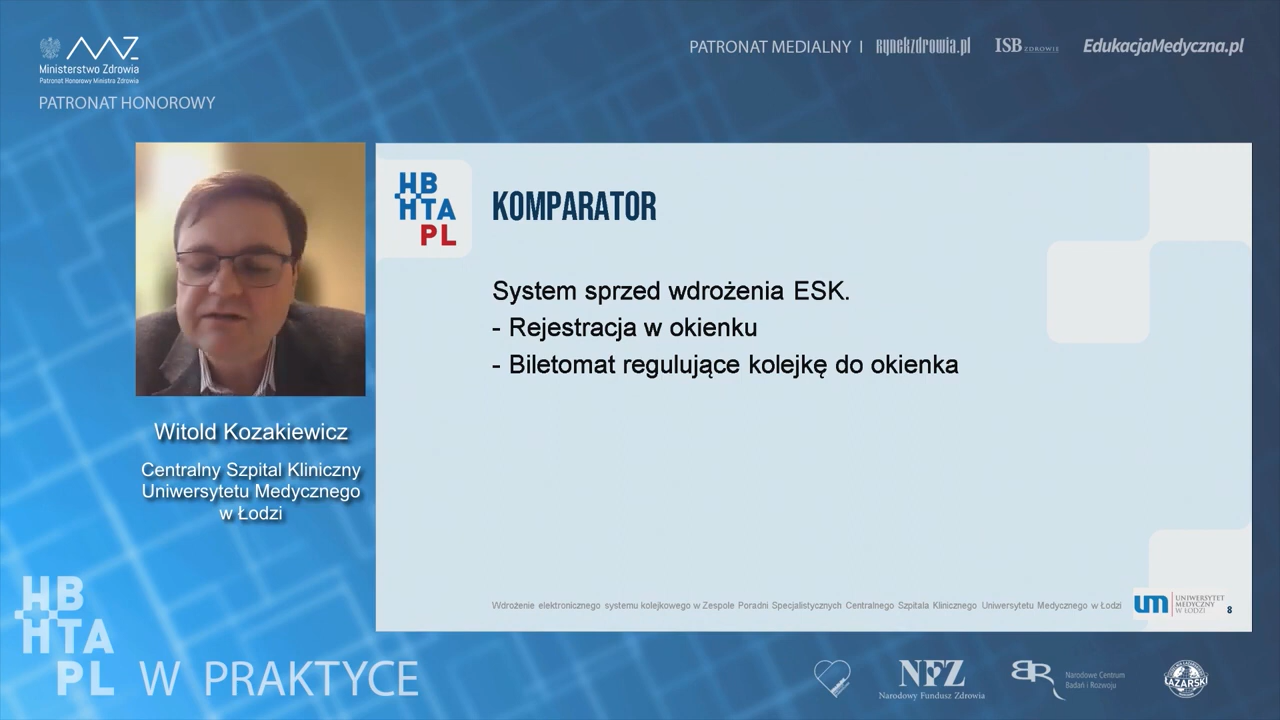 Ministerstwo Zdrowia
Patronat Honorowy Ministra Zdrowia
PATRONAT HONOROWY
PATRONAT MEDIALNY I rynekzdrowia.pl ISB ZDROWIE EdukacjaMedyczna.pl
HB
HTA
PL
KOMPARATOR
System sprzed wdrożenia ESK.
- Rejestracja w okienku
- Biletomat regulujące kolejkę do okienka
Witold Kozakiewicz
Centralny Szpital Kliniczny
Uniwersytetu Medycznego
w Łodzi
Wdrożenie elektronicznego systemu kolejkowego w Zespole Poradni Specjalistycznych Centralnego Szpitala Klinicznego Uniwersytetu Medycznego w Łodzi
um UNIWERSYTET
MEDYCZNY
W ŁODZI
8
HB
HTA
PL W PRAKTYCE
NFZ
Narodowy Fundusz Zdrowia
BR
Narodowe Centrum
Badań i Rozwoju
ŁAZARSKI